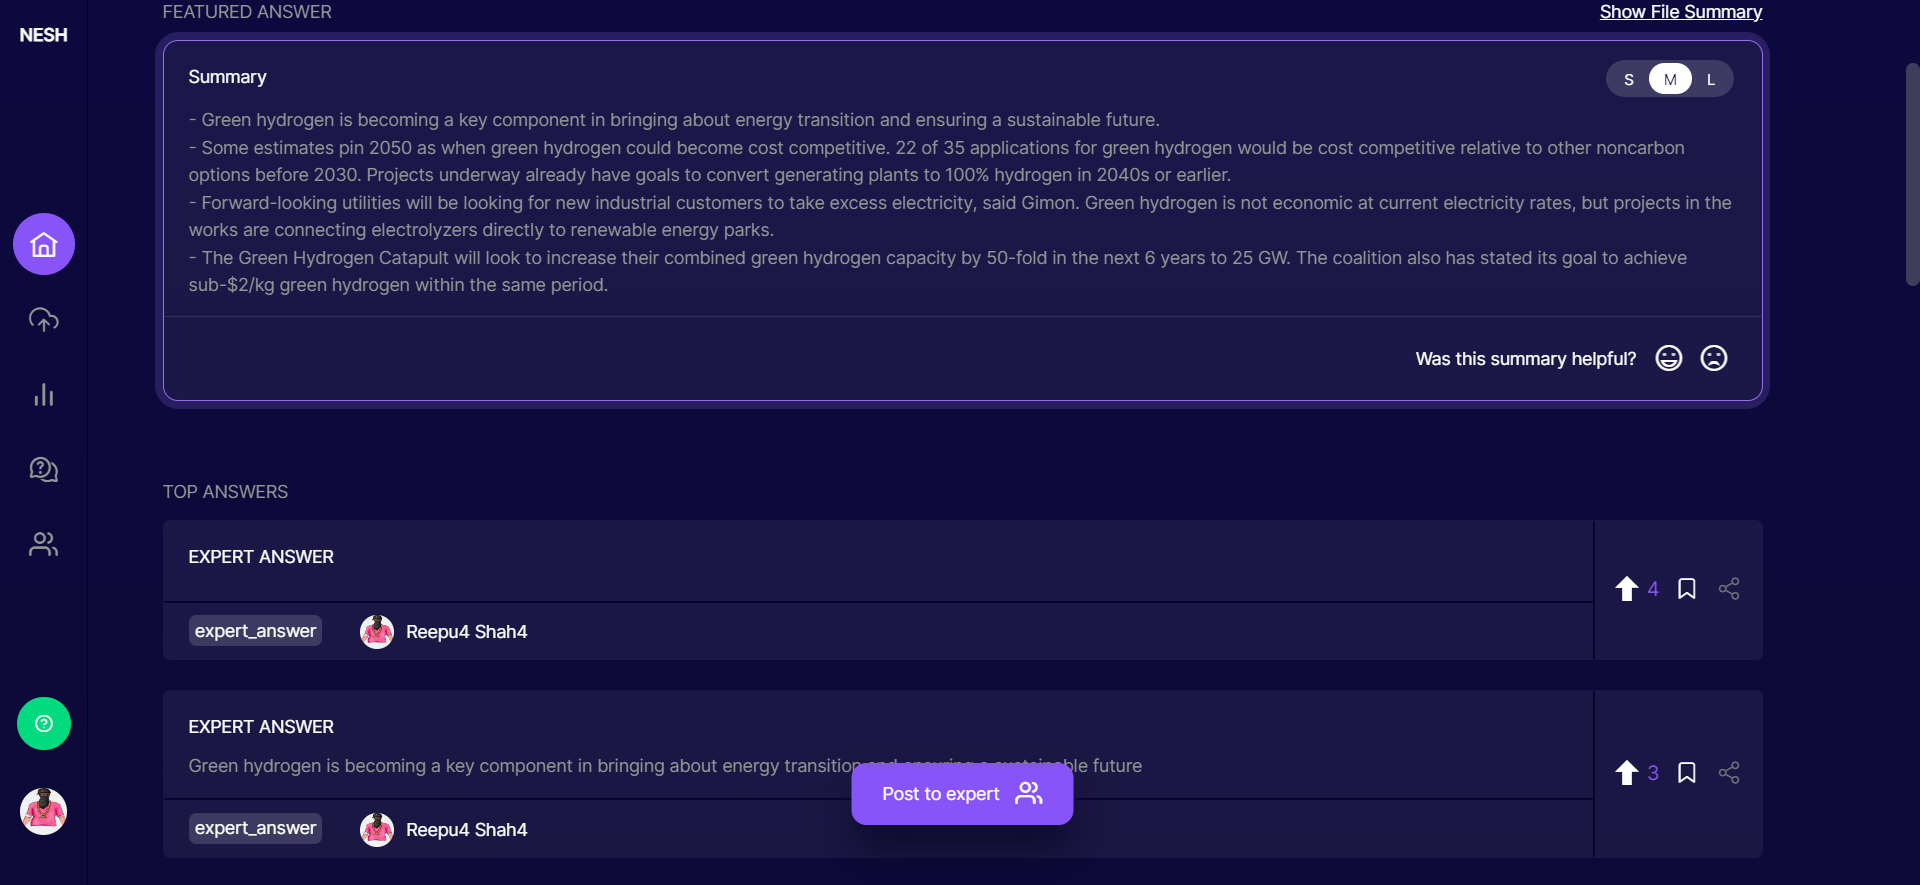 FEATURED ANSWER
Show File Summary
NESH
Summary
S M L
- Green hydrogen is becoming a key component in bringing about energy transition and ensuring a sustainable future.
- Some estimates pin 2050 as when green hydrogen could become cost competitive. 22 of 35 applications for green hydrogen would be cost competitive relative to other noncarbon
options before 2030. Projects underway already have goals to convert generating plants to 100% hydrogen in 2040s or earlier.
- Forward-looking utilities will be looking for new industrial customers to take excess electricity, said Gimon. Green hydrogen is not economic at current electricity rates, but projects in the
works are connecting electrolyzers directly to renewable energy parks.
- The Green Hydrogen Catapult will look to increase their combined green hydrogen capacity by 50-fold in the next 6 years to 25 GW. The coalition also has stated its goal to achieve
sub-$2/kg green hydrogen within the same period.
Was this summary helpful?
TOP ANSWERS
EXPERT ANSWER
4
expert_answer Reepu4 Shah4
EXPERT ANSWER
Green hydrogen is becoming a key component in bringing about energy transition and ensuring a sustainable future
3
Post to expert
expert_answer Reepu4 Shah4